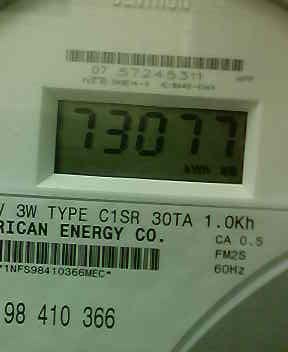 07 57245311
73077
kWh
V 3W TYPE C1SR 30TA 1.0Kh
RICAN ENERGY CO.
CA 0.5
FM2S
60Hz
*1NFS98410366MEC*
98 410 366